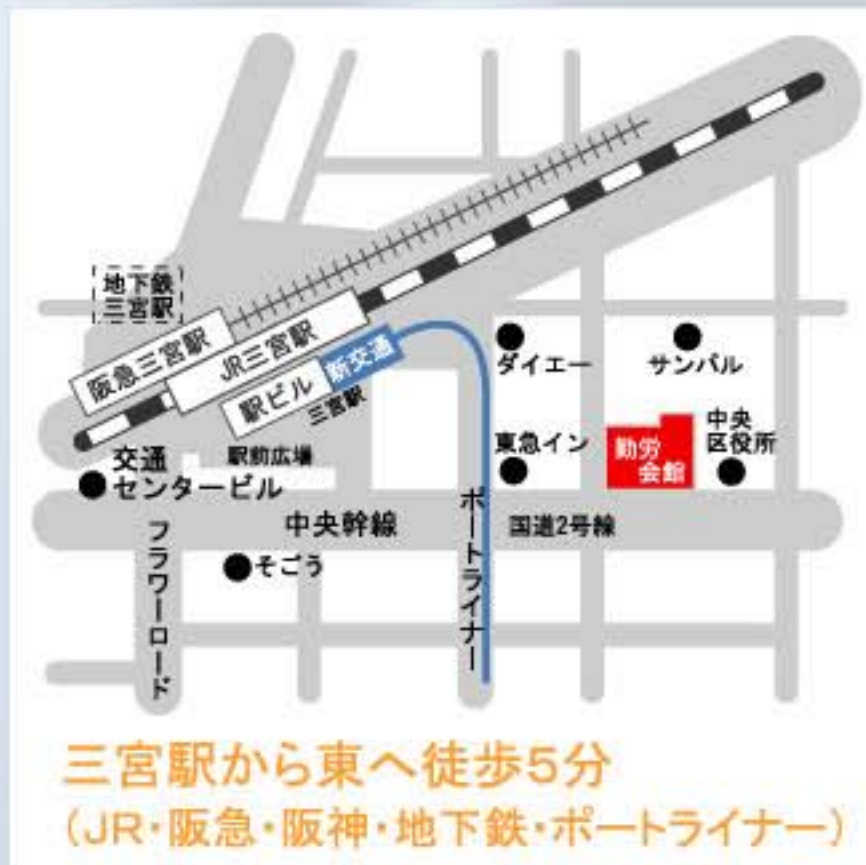 地下鉄
三宮駅
阪急三宮駅
JR三宮駅
駅ビル
新交通
三宮駅
ダイエー
サンパル
交通
センタービル
駅前広場
東急イン
勤労
会館
中央
区役所
中央幹線
国道2号線
そごう
フラワーロード
ポートライナー
三宮駅から東へ徒歩5分
(JR・阪急・阪神・地下鉄・ポートライナー)